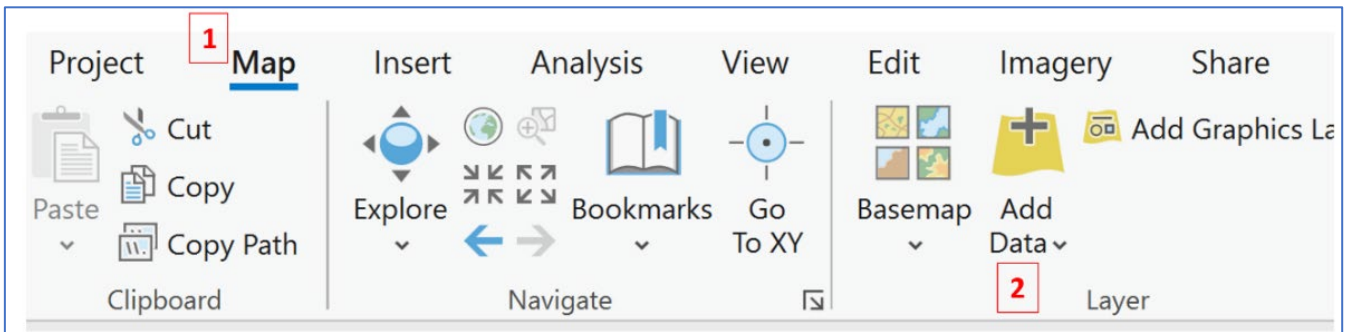 1
Project Map Insert Analysis View Edit Imagery Share
Cut
Copy
Copy Path
Paste
Clipboard
Explore
Bookmarks
Go
To XY
Navigate
Basemap
Add
Data
2
Add Graphics La
Layer